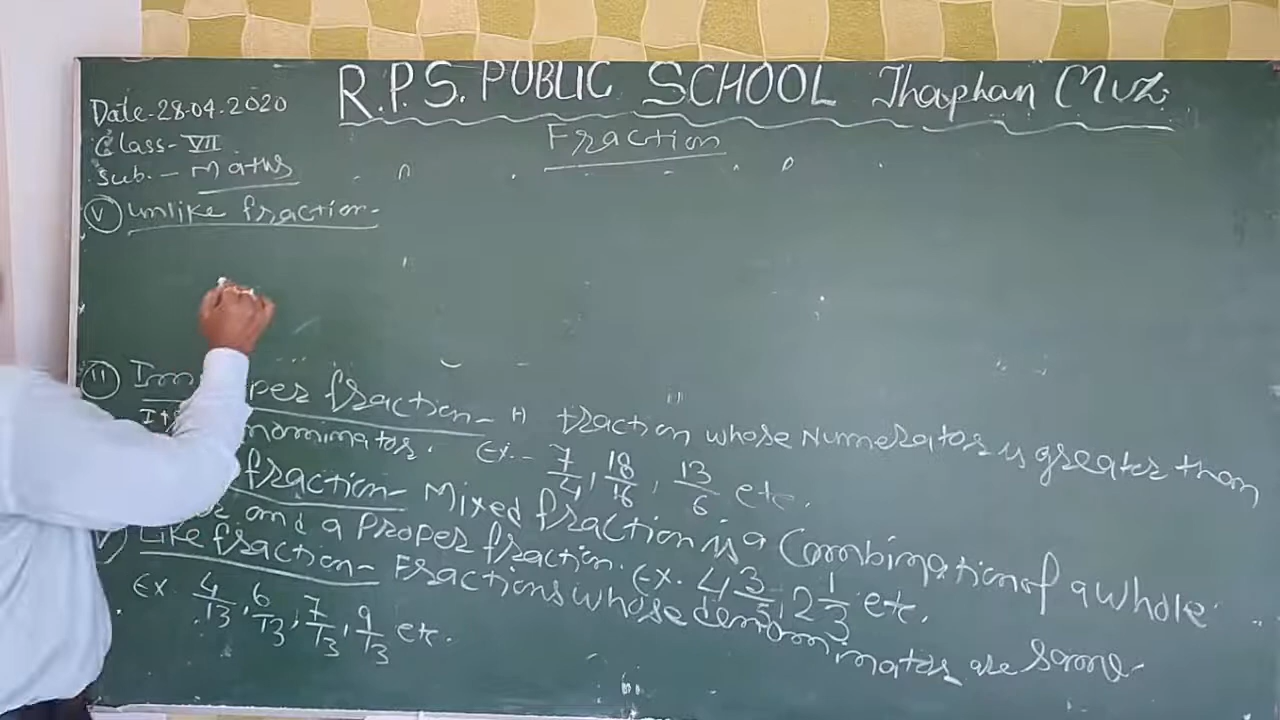 R.P.S. PUBLIC SCHOOL Jhaphan Muz.
Date-28.04.2020
Class-VII
Sub.- Maths
Fraction
(V) Unlike fraction-
(II) Improper fraction- A fraction whose Numerator is greater than
Its denominator. Ex.- 7/4, 18/16, 13/6 etc.
fraction- Mixed fraction is a Combination of a whole
and a Proper fraction. Ex. 4 3/5, 2 1/3 etc.
Like fraction- Fractions whose denominator are same.
Ex. 4/13, 6/13, 7/13, 9/13 etc.